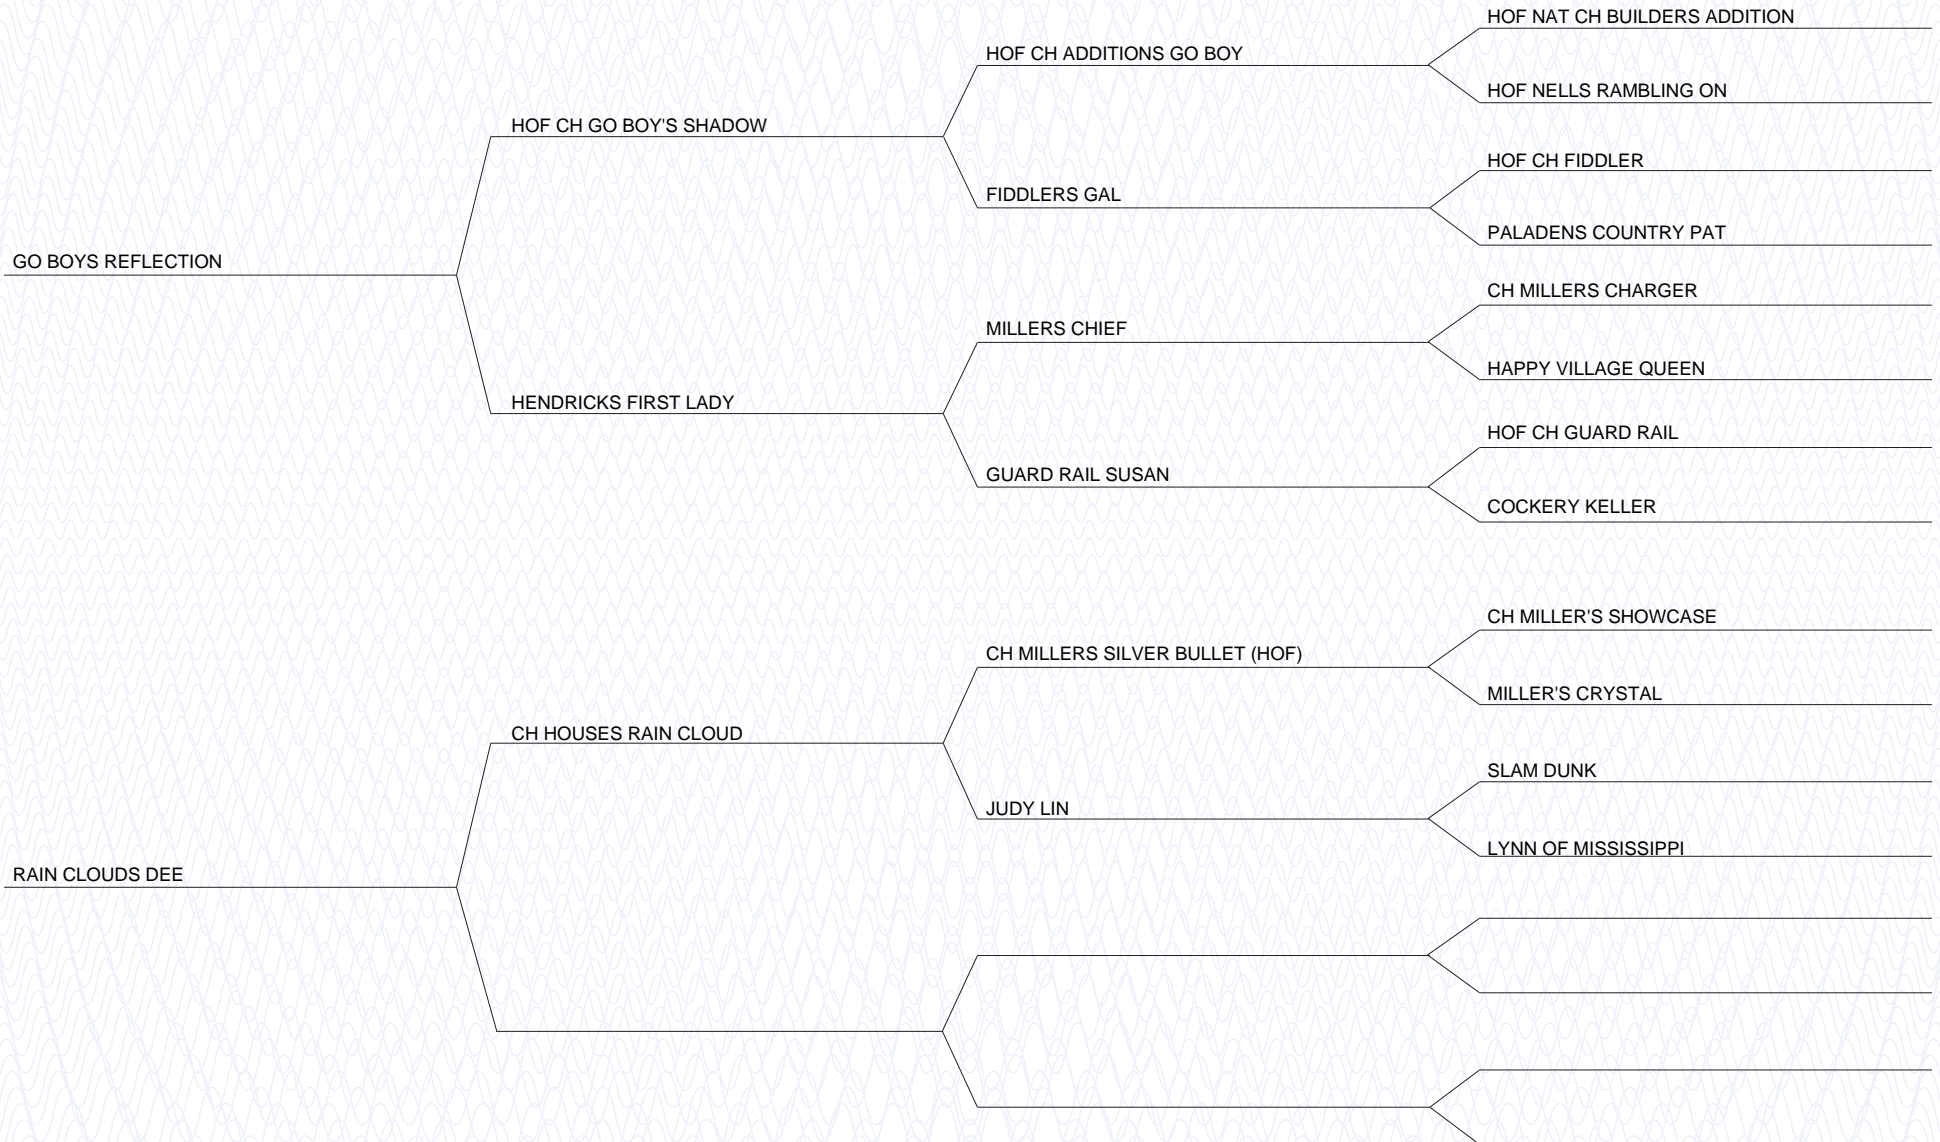 HOF NAT CH BUILDERS ADDITION
HOF CH ADDITIONS GO BOY
HOF NELLS RAMBLING ON
HOF CH GO BOY'S SHADOW
HOF CH FIDDLER
FIDDLERS GAL
PALADENS COUNTRY PAT
GO BOYS REFLECTION
CH MILLERS CHARGER
MILLERS CHIEF
HAPPY VILLAGE QUEEN
HENDRICKS FIRST LADY
HOF CH GUARD RAIL
GUARD RAIL SUSAN
COCKERY KELLER
CH MILLER'S SHOWCASE
CH MILLERS SILVER BULLET (HOF)
MILLER'S CRYSTAL
CH HOUSES RAIN CLOUD
SLAM DUNK
JUDY LIN
LYNN OF MISSISSIPPI
RAIN CLOUDS DEE